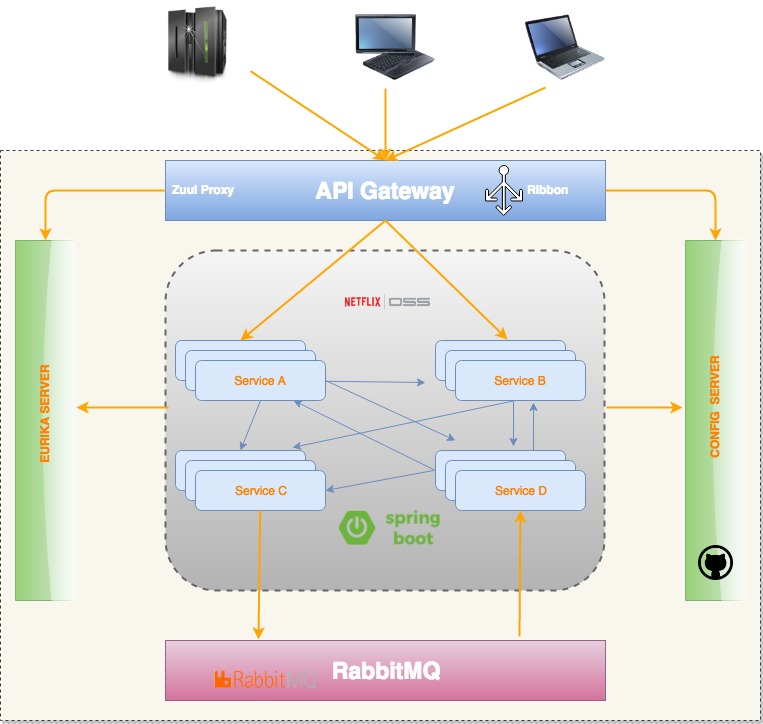 Zuul Proxy
API Gateway
Ribbon
NETFLIX OSS
Service A
Service B
EURIKA SERVER
CONFIG SERVER
Service C
Service D
spring
boot
RabbitMQ
RabbitMQ